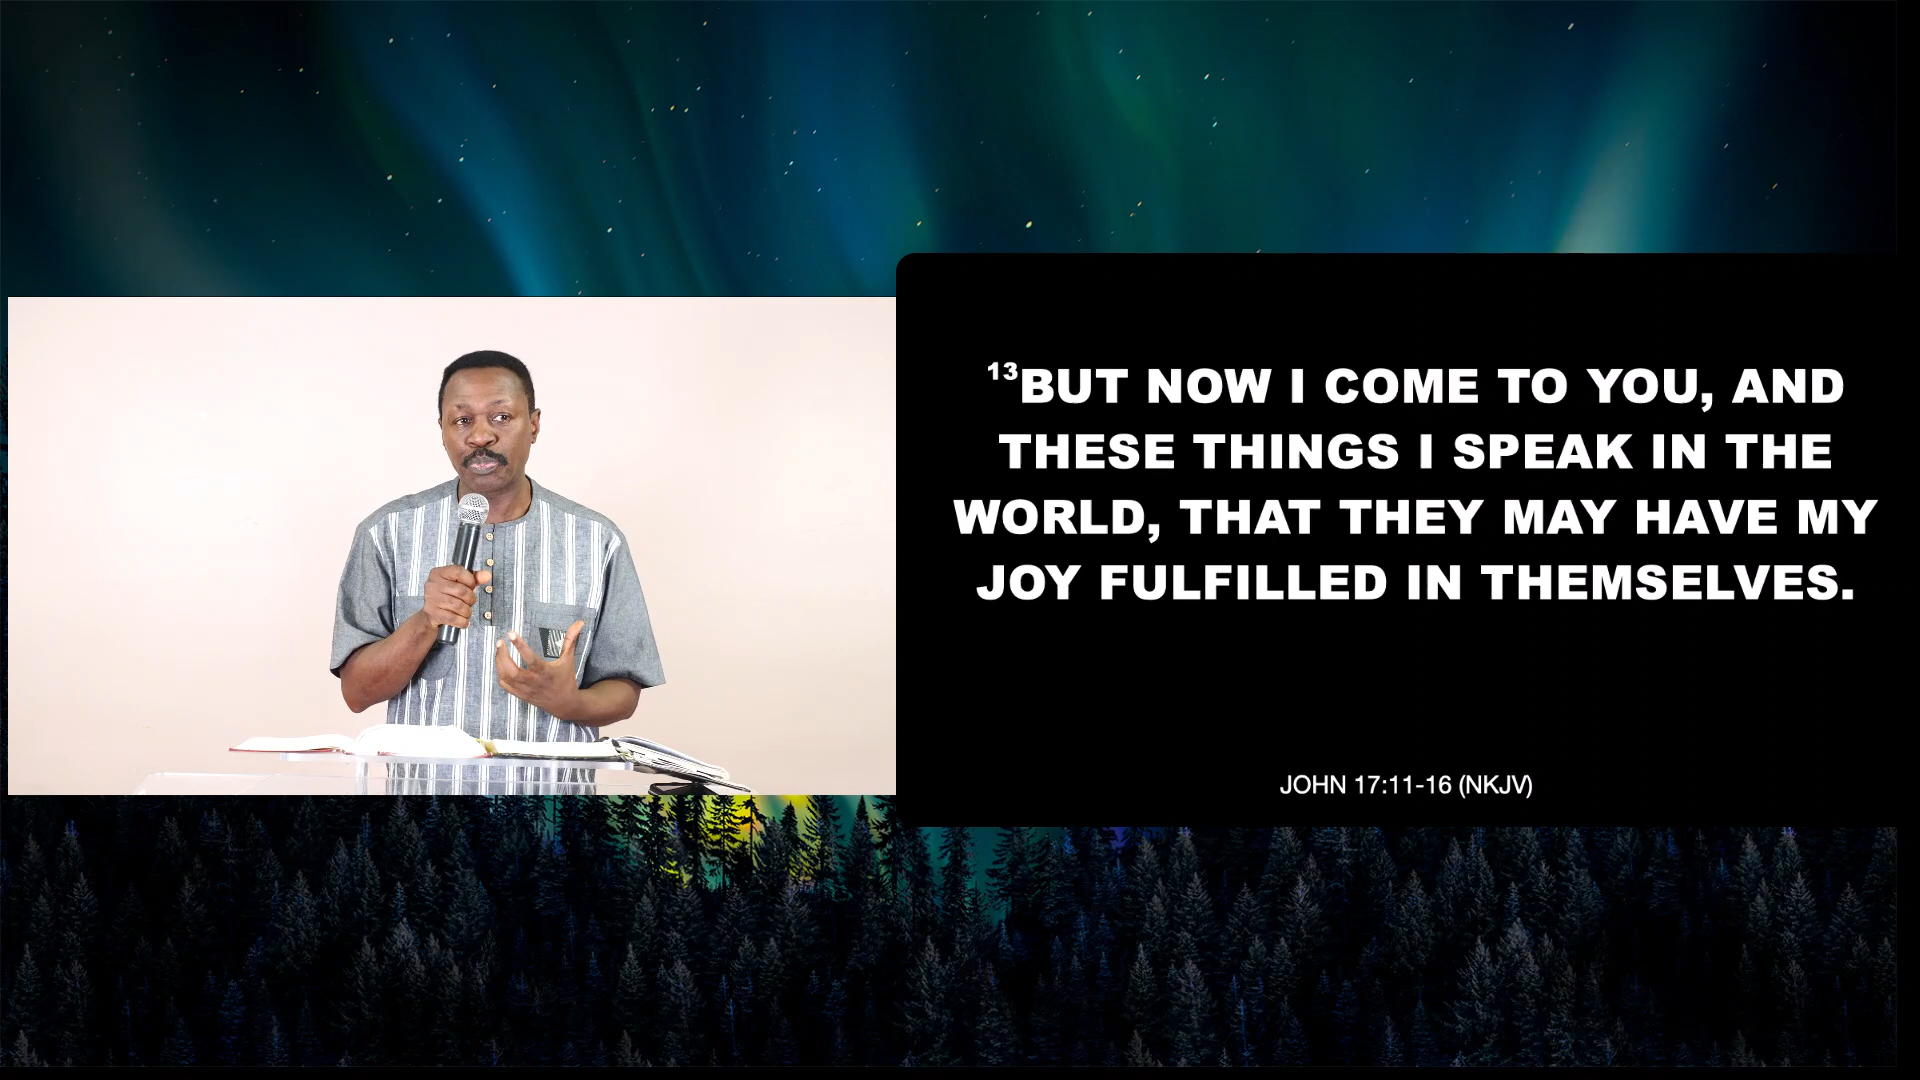 ¹³BUT NOW I COME TO YOU, AND
THESE THINGS I SPEAK IN THE
WORLD, THAT THEY MAY HAVE MY
JOY FULFILLED IN THEMSELVES.
JOHN 17:11-16 (NKJV)